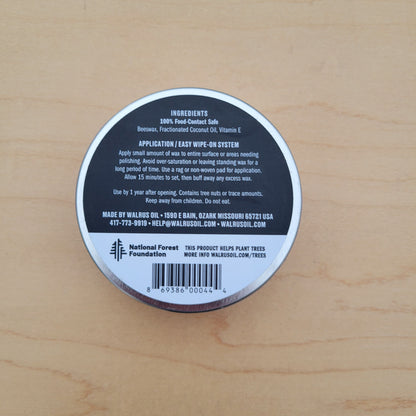 INGREDIENTS
100% Food-Contact Safe
Beeswax, Fractionated Coconut Oil, Vitamin E
APPLICATION / EASY WIPE-ON SYSTEM
Apply small amount of wax to entire surface or areas needing
polishing. Avoid over-saturation or leaving standing wax for a
long period of time. Use a rag or non-woven pad for application.
Allow 15 minutes to set, then buff away any excess wax.
Use by 1 year after opening. Contains tree nuts or trace amounts.
Keep away from children. Do not eat.
MADE BY WALRUS OIL • 1590 E BAIN, OZARK MISSOURI 65721 USA
417-773-9919 • HELP@WALRUSOIL.COM • WALRUSOIL.COM
National Forest
Foundation
THIS PRODUCT HELPS PLANT TREES
MORE INFO WALRUSOIL.COM/TREES
8 69386 00044 4